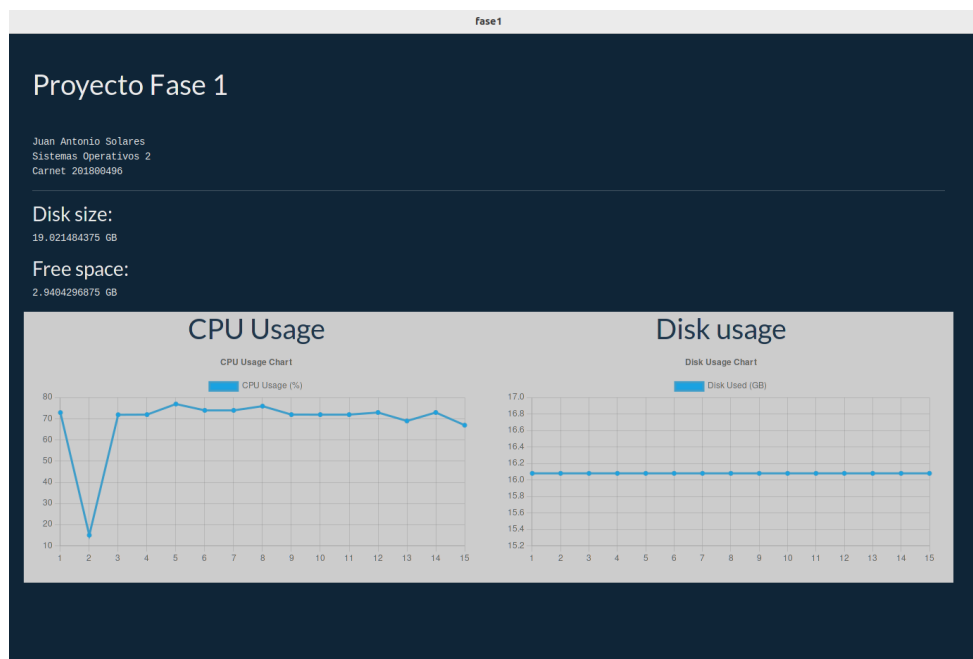 fase1
Proyecto Fase 1
Juan Antonio Solares
Sistemas Operativos 2
Carnet 201800496
Disk size:
19.021484375 GB
Free space:
2.9404296875 GB
CPU Usage
CPU Usage Chart
CPU Usage (%)
80
70
60
50
40
30
20
10
1 2 3 4 5 6 7 8 9 10 11 12 13 14 15
Disk usage
Disk Usage Chart
Disk Used (GB)
17.0
16.8
16.6
16.4
16.2
16.0
15.8
15.6
15.4
15.2
1 2 3 4 5 6 7 8 9 10 11 12 13 14 15